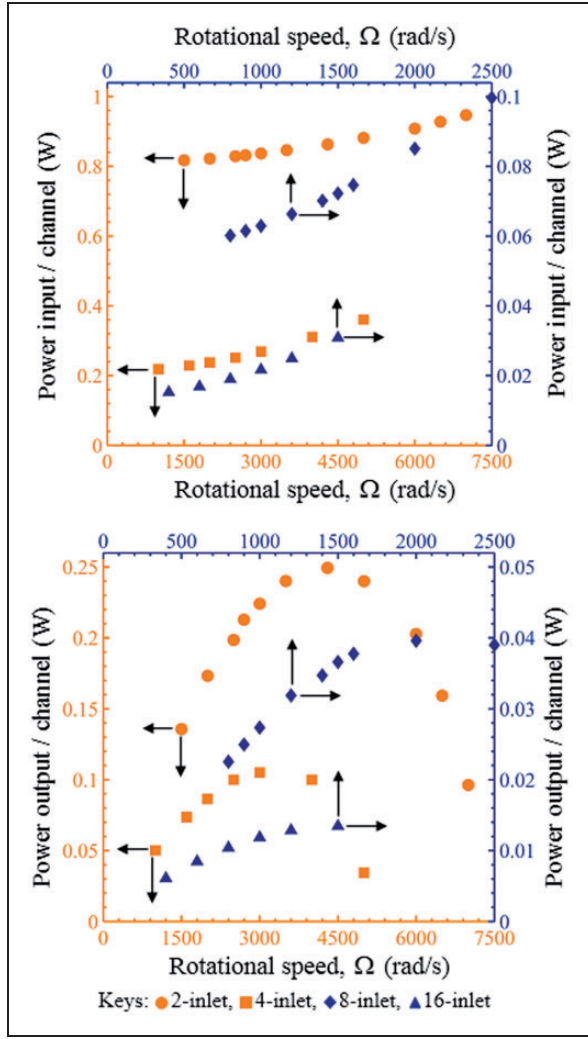 Rotational speed, Ω (rad/s)
0 500 1000 1500 2000 2500
1 0.8 0.6 0.4 0.2 0
Power input / channel (W)
0.1 0.08 0.06 0.04 0.02 0
Power input / channel (W)
0 1500 3000 4500 6000 7500
Rotational speed, Ω (rad/s)
0 500 1000 1500 2000 2500
0.25 0.2 0.15 0.1 0.05 0
Power output / channel (W)
0.05 0.04 0.03 0.02 0.01 0
Power output / channel (W)
0 1500 3000 4500 6000 7500
Rotational speed, Ω (rad/s)
Keys: 2-inlet, 4-inlet, 8-inlet, 16-inlet